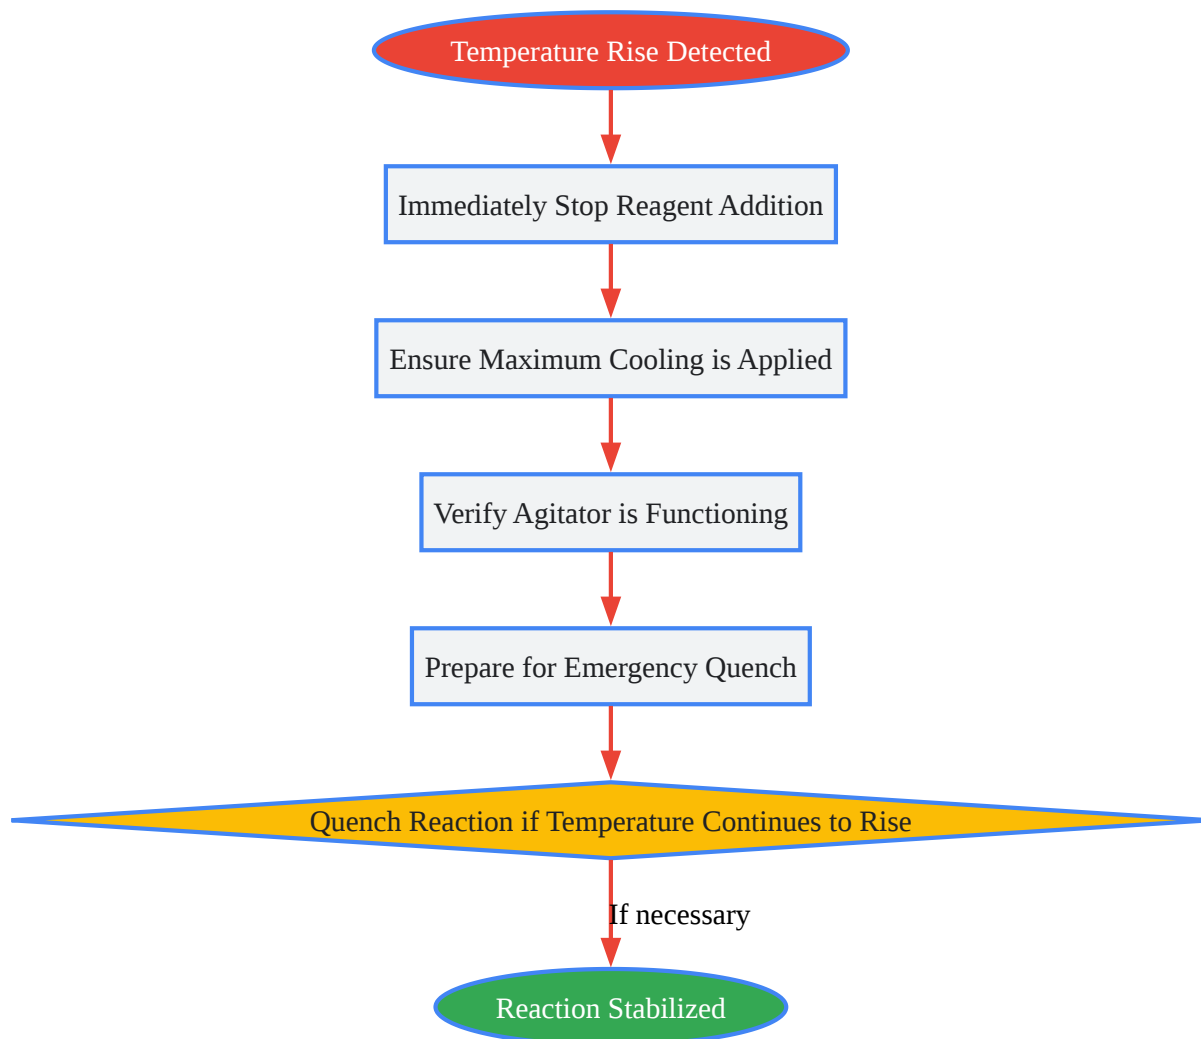 Temperature Rise Detected
Immediately Stop Reagent Addition
Ensure Maximum Cooling is Applied
Verify Agitator is Functioning
Prepare for Emergency Quench
Quench Reaction if Temperature Continues to Rise
If necessary
Reaction Stabilized